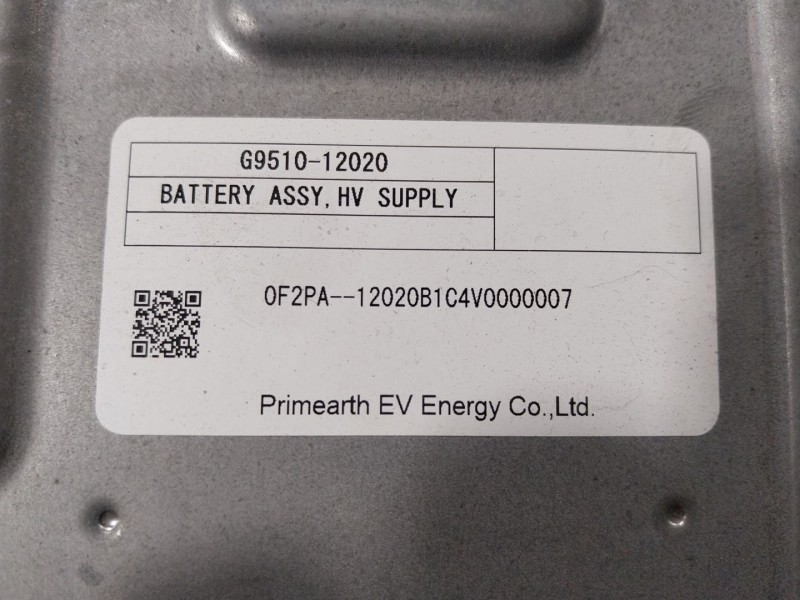 G9510-12020
BATTERY ASSY, HV SUPPLY
0F2PA--12020B1C4V0000007
Primearth EV Energy Co.,Ltd.